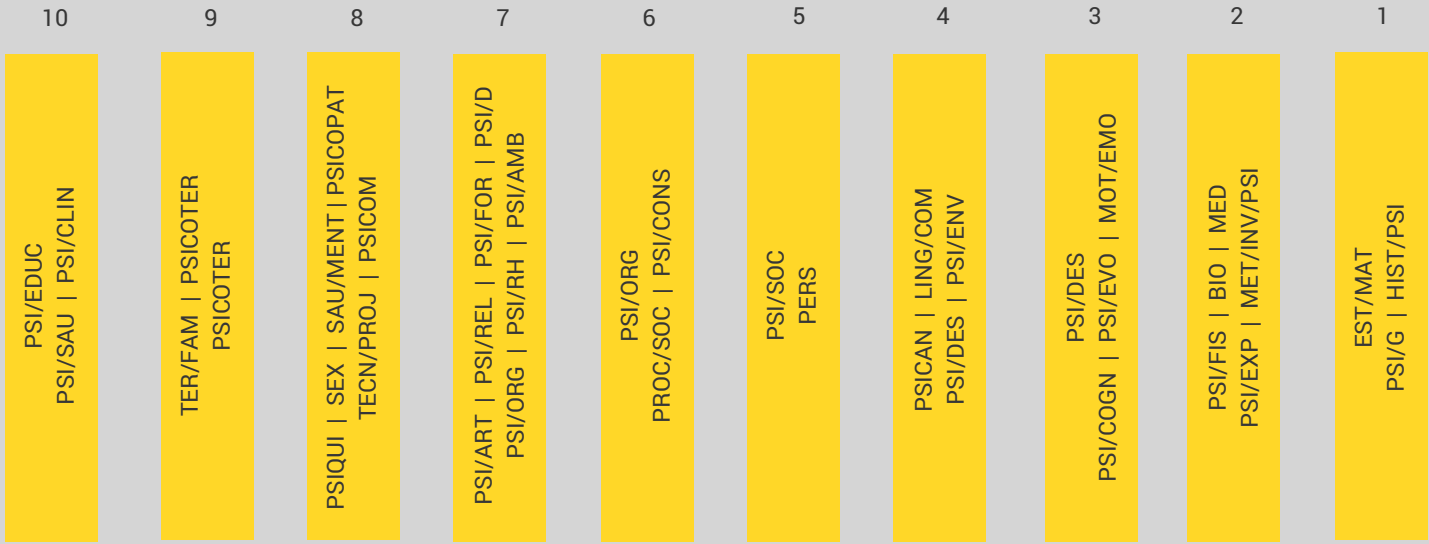 10
9
8
7
6
5
4
3
2
1
PSI/EDUC
PSI/SAU | PSI/CLIN
TER/FAM | PSICOTER
PSICOTER
PSIQUI | SEX | SAU/MENT | PSICOPAT
TECN/PROJ | PSICOM
PSI/ART | PSI/REL | PSI/FOR | PSI/D
PSI/ORG | PSI/RH | PSI/AMB
PSI/ORG
PROC/SOC | PSI/CONS
PSI/SOC
PERS
PSICAN | LING/COM
PSI/DES | PSI/ENV
PSI/DES
PSI/COGN | PSI/EVO | MOT/EMO
PSI/FIS | BIO | MED
PSI/EXP | MET/INV/PSI
EST/MAT
PSI/G | HIST/PSI